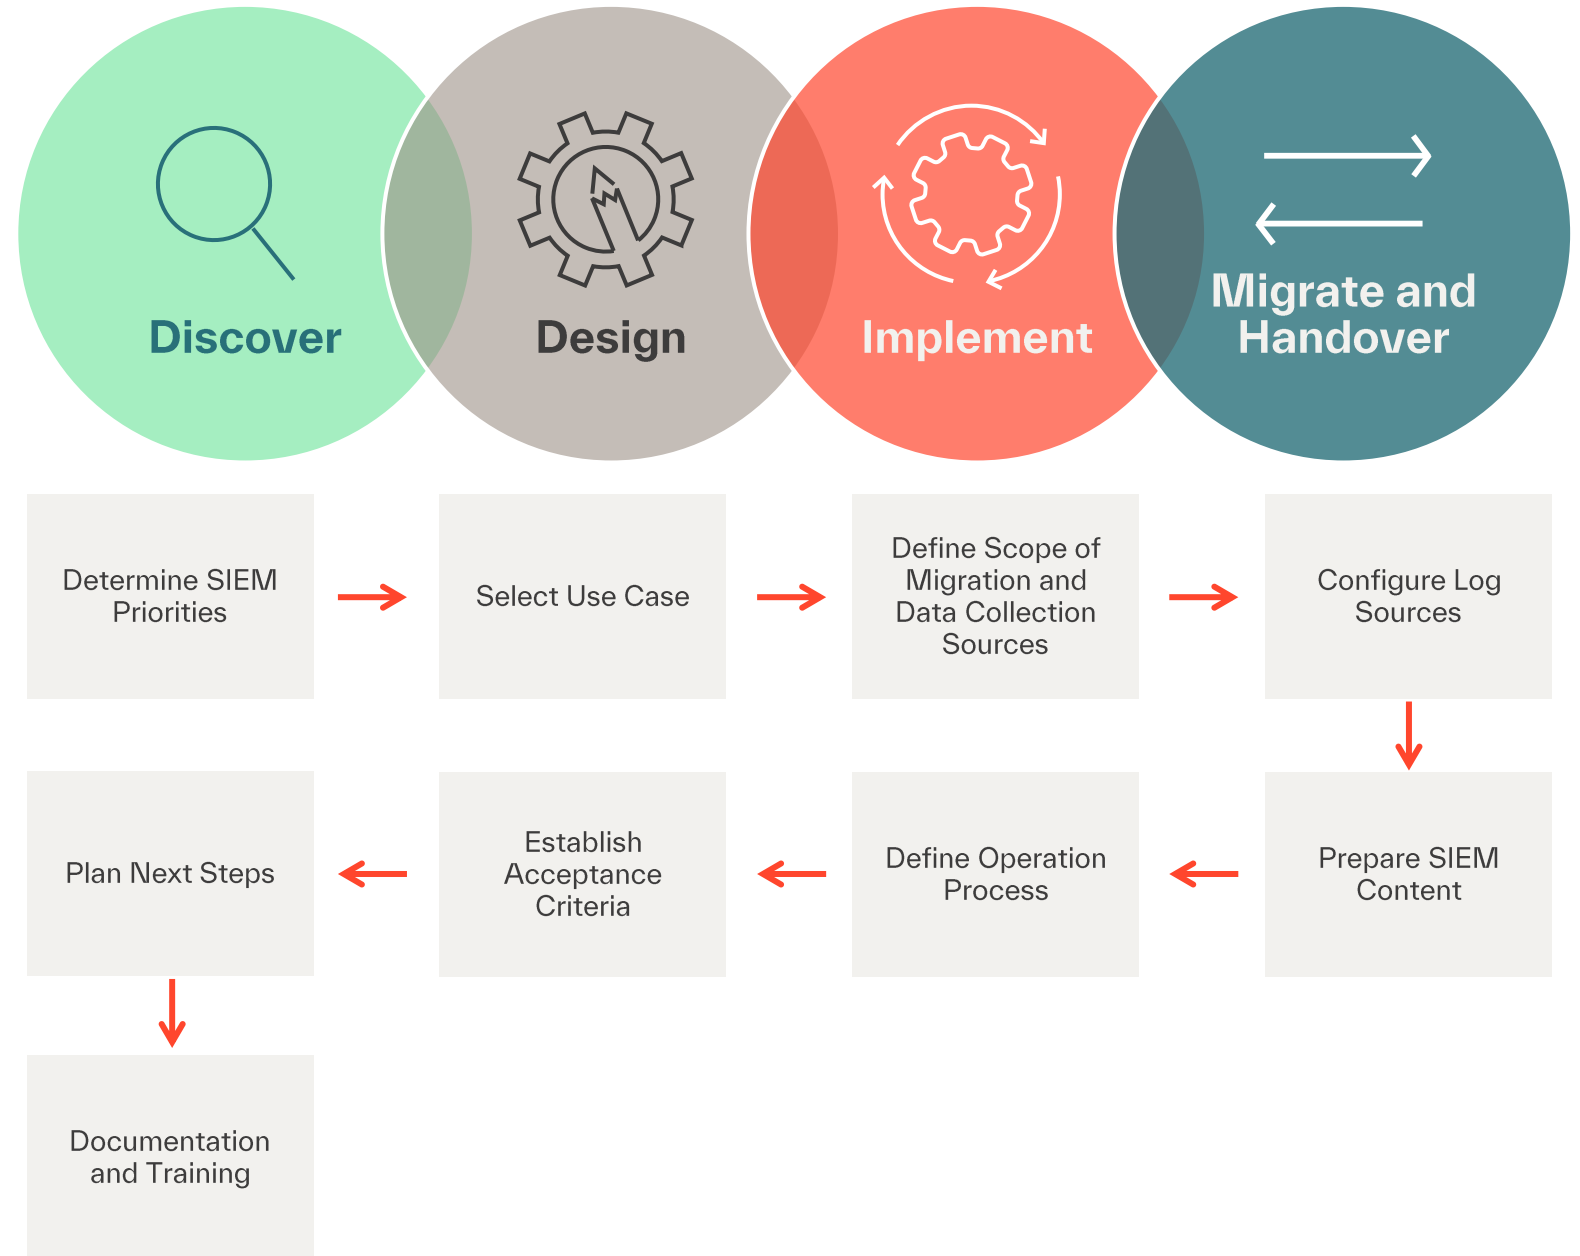 Discover
Design
Implement
Migrate and
Handover
Determine SIEM
Priorities
Select Use Case
Define Scope of
Migration and
Data Collection
Sources
Configure Log
Sources
Plan Next Steps
Establish
Acceptance
Criteria
Define Operation
Process
Prepare SIEM
Content
Documentation
and Training